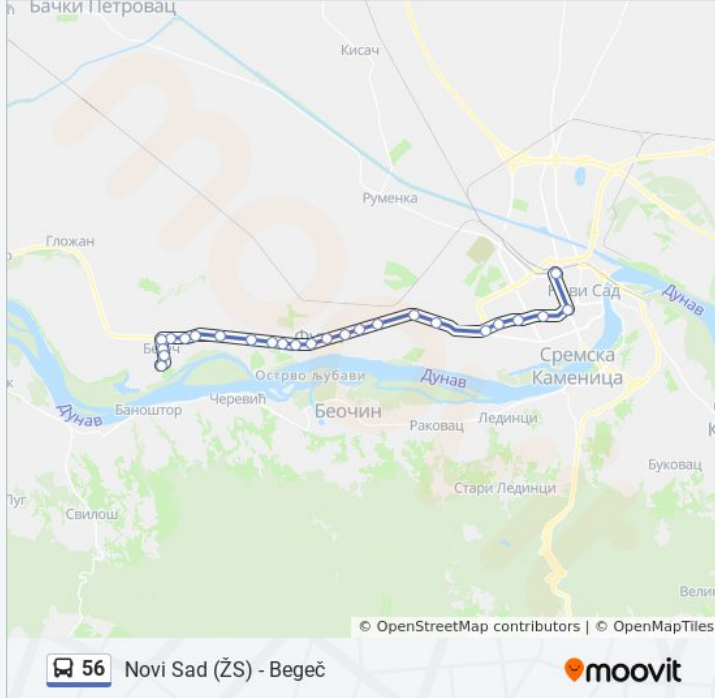 Бачки Петровац
Кисач
Руменка
Гложан
Нови Сад
Дунав
Сремска
Каменица
Острво љубави
Дунав
Черевић
Баноштор
Дунав
Беочин
Раковац
Лединци
Буковац
Стари Лединци
Свилош
© OpenStreetMap contributors | © OpenMapTiles
56 Novi Sad (ŽS) - Begeč
moovit